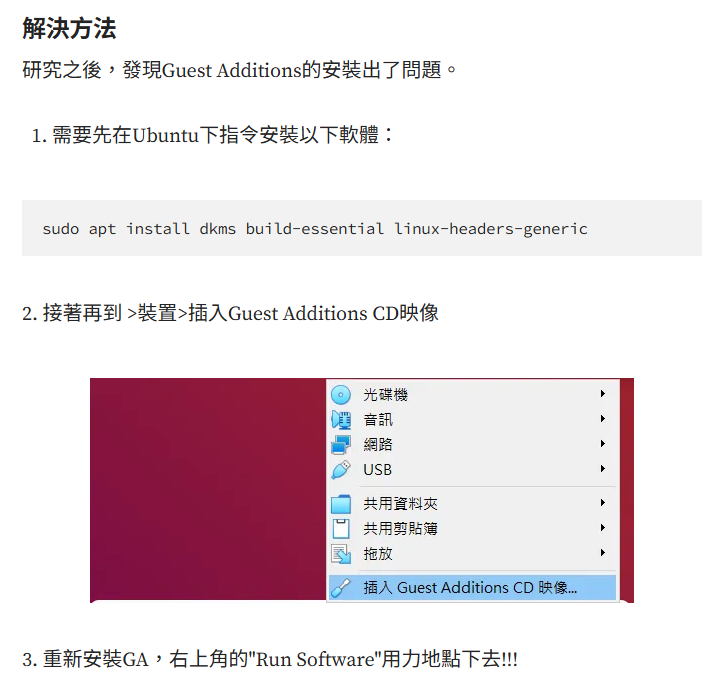 解決方法
研究之後，發現Guest Additions的安裝出了問題。
1. 需要先在Ubuntu下指令安裝以下軟體：
sudo apt install dkms build-essential linux-headers-generic
2. 接著再到 >裝置>插入Guest Additions CD映像
光碟機
音訊
網路
USB
共用資料夾
共用剪貼簿
拖放
插入 Guest Additions CD 映像...
3. 重新安裝GA，右上角的"Run Software"用力地點下去!!!